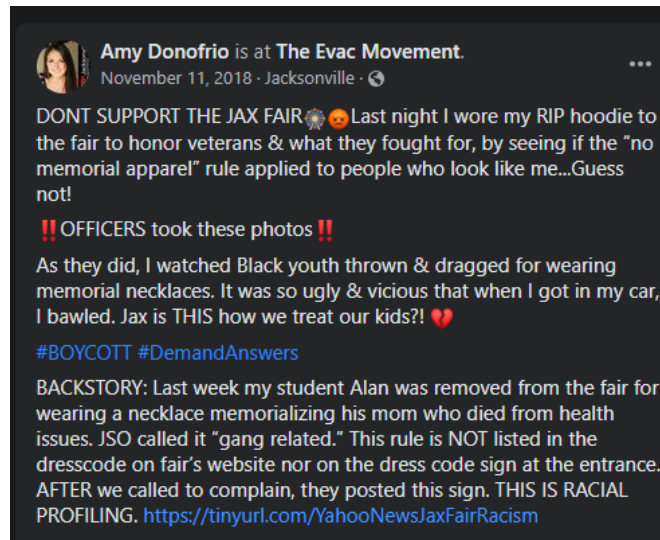 Amy Donofrio is at The Evac Movement.
November 11, 2018 · Jacksonville ·
DONT SUPPORT THE JAX FAIR🎡😡Last night I wore my RIP hoodie to
the fair to honor veterans & what they fought for, by seeing if the “no
memorial apparel” rule applied to people who look like me...Guess
not!
‼️OFFICERS took these photos‼️
As they did, I watched Black youth thrown & dragged for wearing
memorial necklaces. It was so ugly & vicious that when I got in my car,
I bawled. Jax is THIS how we treat our kids?! 💔
#BOYCOTT #DemandAnswers
BACKSTORY: Last week my student Alan was removed from the fair for
wearing a necklace memorializing his mom who died from health
issues. JSO called it “gang related.” This rule is NOT listed in the
dresscode on fair’s website nor on the dress code sign at the entrance.
AFTER we called to complain, they posted this sign. THIS IS RACIAL
PROFILING. https://tinyurl.com/YahooNewsJaxFairRacism